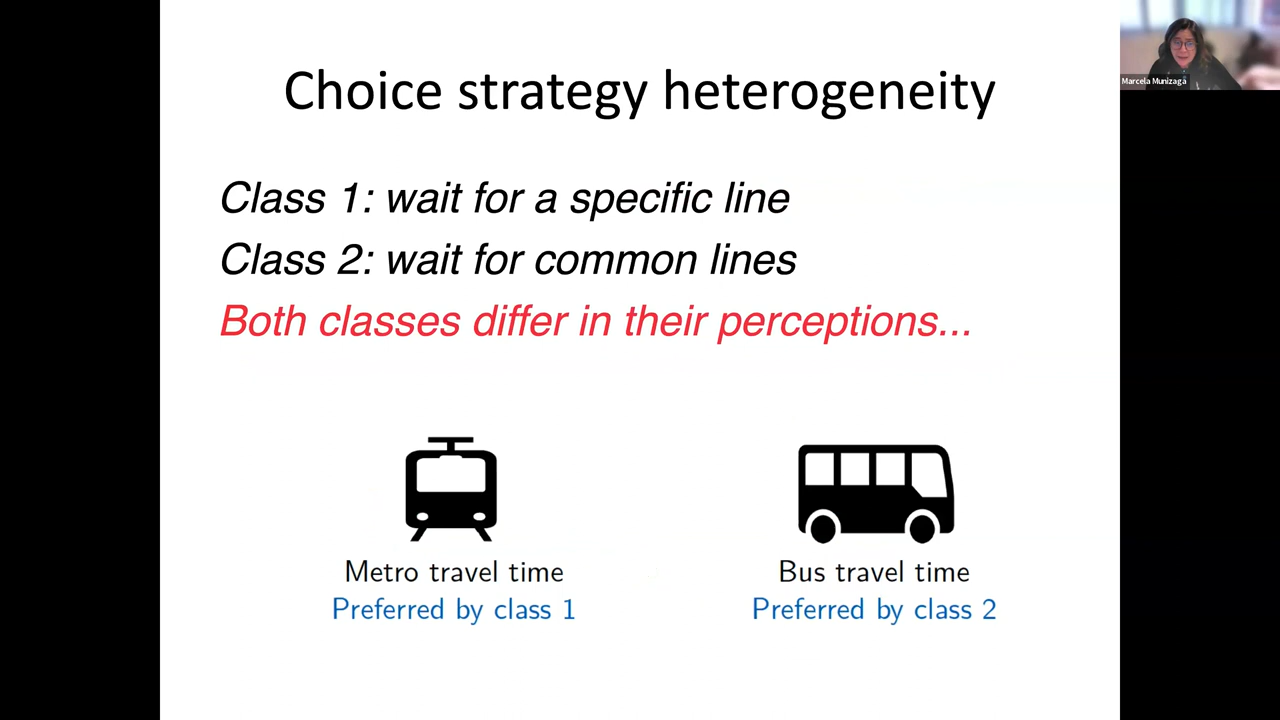 Choice strategy heterogeneity
Marcela Munizaga
Class 1: wait for a specific line
Class 2: wait for common lines
Both classes differ in their perceptions...
Metro travel time
Preferred by class 1
Bus travel time
Preferred by class 2